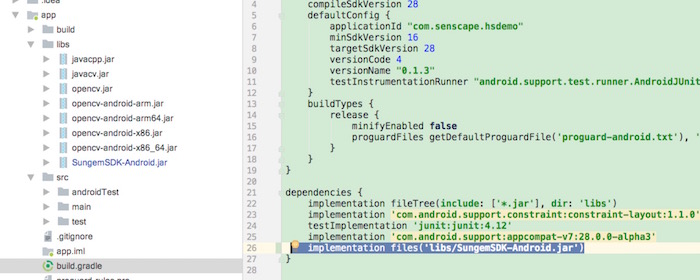 .idea
app
build
libs
javacpp.jar
javacv.jar
opencv.jar
opencv-android-arm.jar
opencv-android-arm64.jar
opencv-android-x86.jar
opencv-android-x86_64.jar
SungemSDK-Android.jar
src
androidTest
main
test
.gitignore
app.iml
build.gradle
4 compileSdkVersion 28
5 defaultConfig {
6 applicationId "com.senscape.hsdemo"
7 minSdkVersion 16
8 targetSdkVersion 28
9 versionCode 4
10 versionName "0.1.3"
11 testInstrumentationRunner "android.support.test.runner.AndroidJUnit
12 }
13 buildTypes {
14 release {
15 minifyEnabled false
16 proguardFiles getDefaultProguardFile('proguard-android.txt'), '
17 }
18 }
19 }
20
21 dependencies {
22 implementation fileTree(include: ['*.jar'], dir: 'libs')
23 implementation 'com.android.support.constraint:constraint-layout:1.1.0'
24 testImplementation 'junit:junit:4.12'
25 implementation 'com.android.support:appcompat-v7:28.0.0-alpha3'
26 implementation files('libs/SungemSDK-Android.jar')
27 }
28